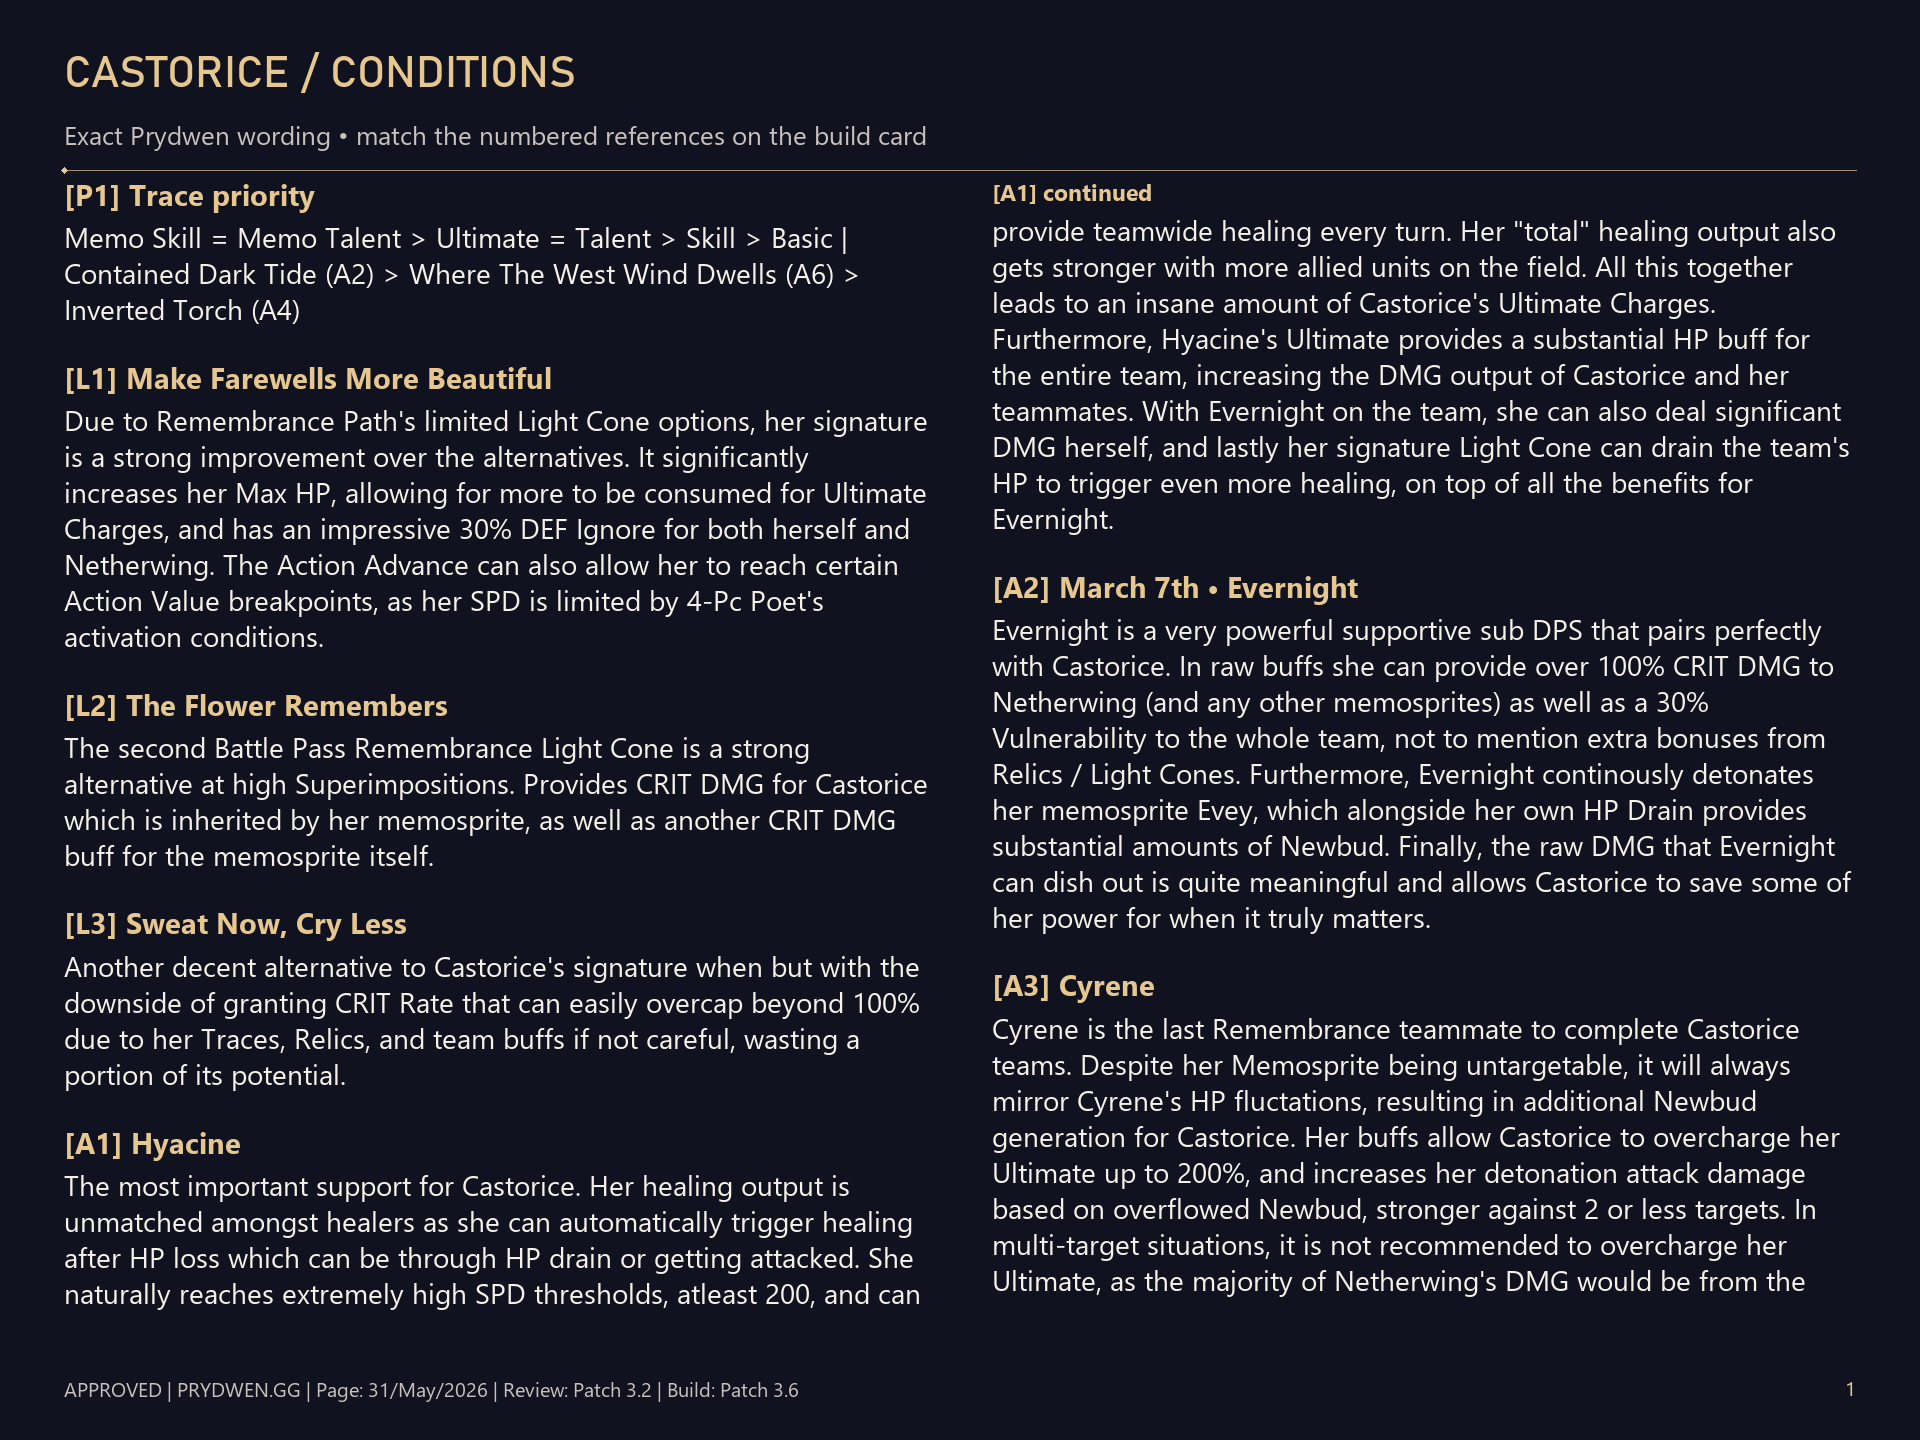 CASTORICE / CONDITIONS
Exact Prydwen wording • match the numbered references on the build card
[P1] Trace priority
Memo Skill = Memo Talent > Ultimate = Talent > Skill > Basic |
Contained Dark Tide (A2) > Where The West Wind Dwells (A6) >
Inverted Torch (A4)
[L1] Make Farewells More Beautiful
Due to Remembrance Path's limited Light Cone options, her signature
is a strong improvement over the alternatives. It significantly
increases her Max HP, allowing for more to be consumed for Ultimate
Charges, and has an impressive 30% DEF Ignore for both herself and
Netherwing. The Action Advance can also allow her to reach certain
Action Value breakpoints, as her SPD is limited by 4-Pc Poet's
activation conditions.
[L2] The Flower Remembers
The second Battle Pass Remembrance Light Cone is a strong
alternative at high Superimpositions. Provides CRIT DMG for Castorice
which is inherited by her memosprite, as well as another CRIT DMG
buff for the memosprite itself.
[L3] Sweat Now, Cry Less
Another decent alternative to Castorice's signature when but with the
downside of granting CRIT Rate that can easily overcap beyond 100%
due to her Traces, Relics, and team buffs if not careful, wasting a
portion of its potential.
[A1] Hyacine
The most important support for Castorice. Her healing output is
unmatched amongst healers as she can automatically trigger healing
after HP loss which can be through HP drain or getting attacked. She
naturally reaches extremely high SPD thresholds, atleast 200, and can
[A1] continued
provide teamwide healing every turn. Her "total" healing output also
gets stronger with more allied units on the field. All this together
leads to an insane amount of Castorice's Ultimate Charges.
Furthermore, Hyacine's Ultimate provides a substantial HP buff for
the entire team, increasing the DMG output of Castorice and her
teammates. With Evernight on the team, she can also deal significant
DMG herself, and lastly her signature Light Cone can drain the team's
HP to trigger even more healing, on top of all the benefits for
Evernight.
[A2] March 7th • Evernight
Evernight is a very powerful supportive sub DPS that pairs perfectly
with Castorice. In raw buffs she can provide over 100% CRIT DMG to
Netherwing (and any other memosprites) as well as a 30%
Vulnerability to the whole team, not to mention extra bonuses from
Relics / Light Cones. Furthermore, Evernight continously detonates
her memosprite Evey, which alongside her own HP Drain provides
substantial amounts of Newbud. Finally, the raw DMG that Evernight
can dish out is quite meaningful and allows Castorice to save some of
her power for when it truly matters.
[A3] Cyrene
Cyrene is the last Remembrance teammate to complete Castorice
teams. Despite her Memosprite being untargetable, it will always
mirror Cyrene's HP fluctations, resulting in additional Newbud
generation for Castorice. Her buffs allow Castorice to overcharge her
Ultimate up to 200%, and increases her detonation attack damage
based on overflowed Newbud, stronger against 2 or less targets. In
multi-target situations, it is not recommended to overcharge her
Ultimate, as the majority of Netherwing's DMG would be from the
APPROVED | PRYDWEN.GG | Page: 31/May/2026 | Review: Patch 3.2 | Build: Patch 3.6
1